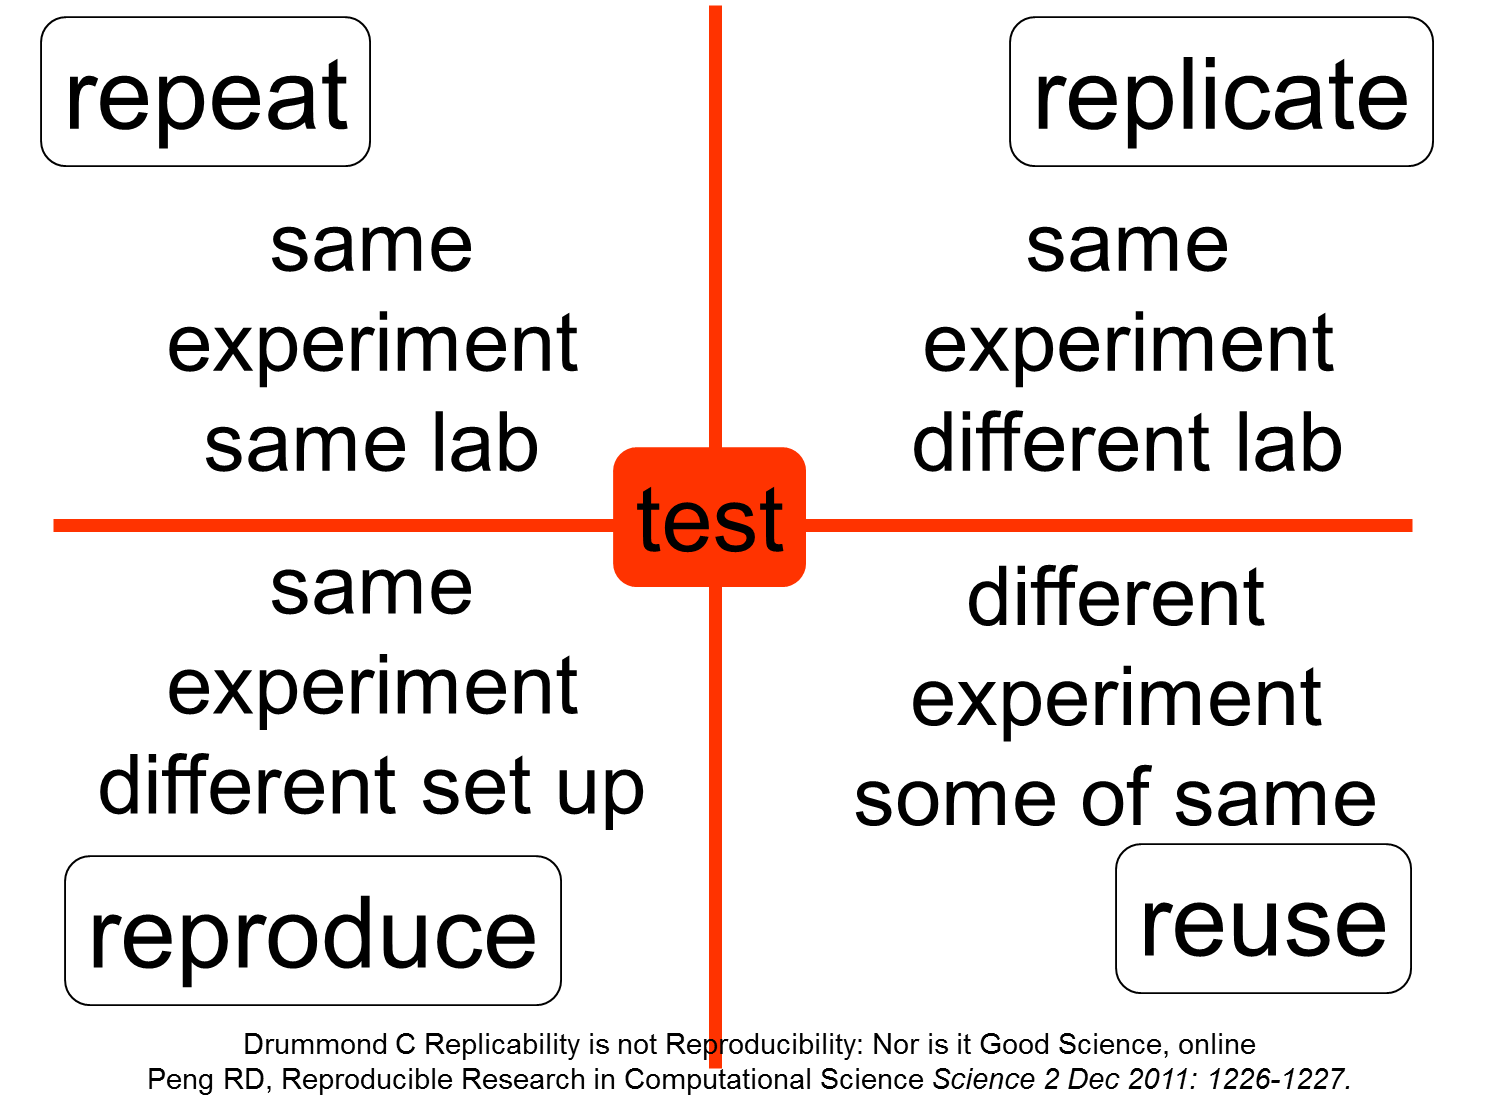 repeat
same
experiment
same lab
replicate
same
experiment
different lab
test
same
experiment
different set up
reproduce
different
experiment
some of same
reuse
Drummond C Replicability is not Reproducibility: Nor is it Good Science, online
Peng RD, Reproducible Research in Computational Science Science 2 Dec 2011: 1226-1227.